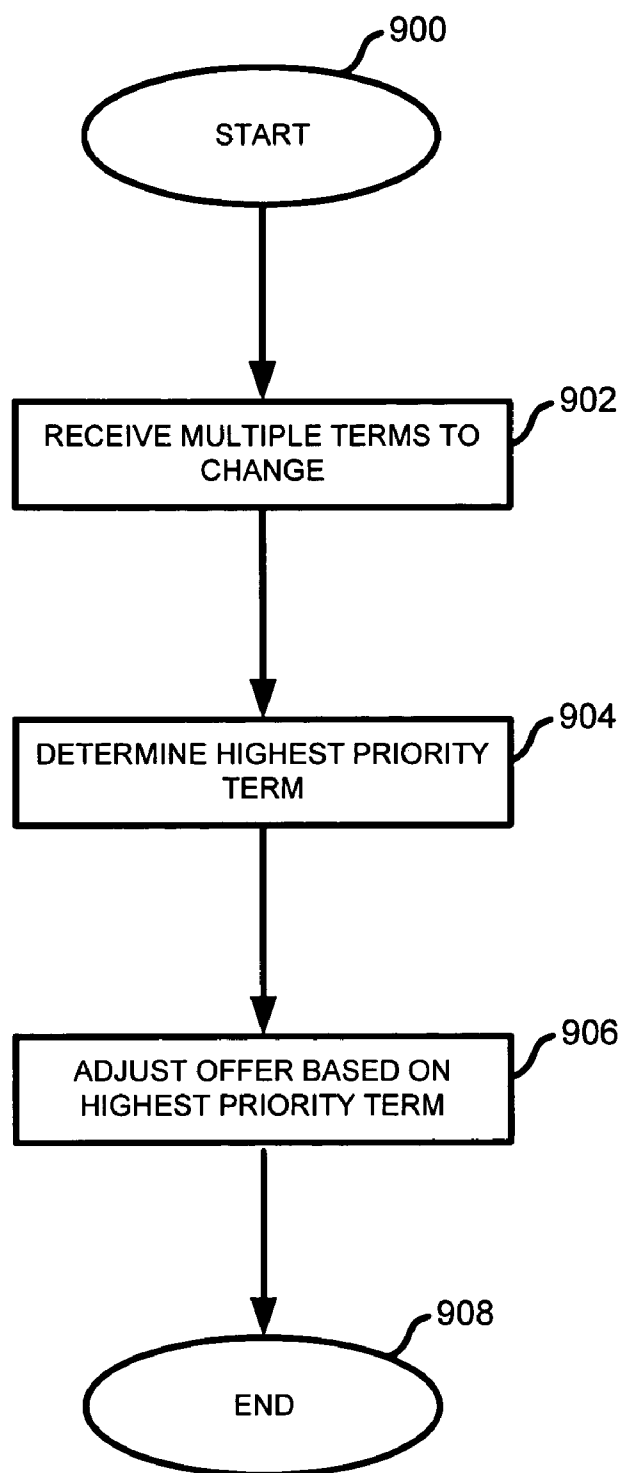 900
START
902
RECEIVE MULTIPLE TERMS TO
CHANGE
904
DETERMINE HIGHEST PRIORITY
TERM
906
ADJUST OFFER BASED ON
HIGHEST PRIORITY TERM
908
END